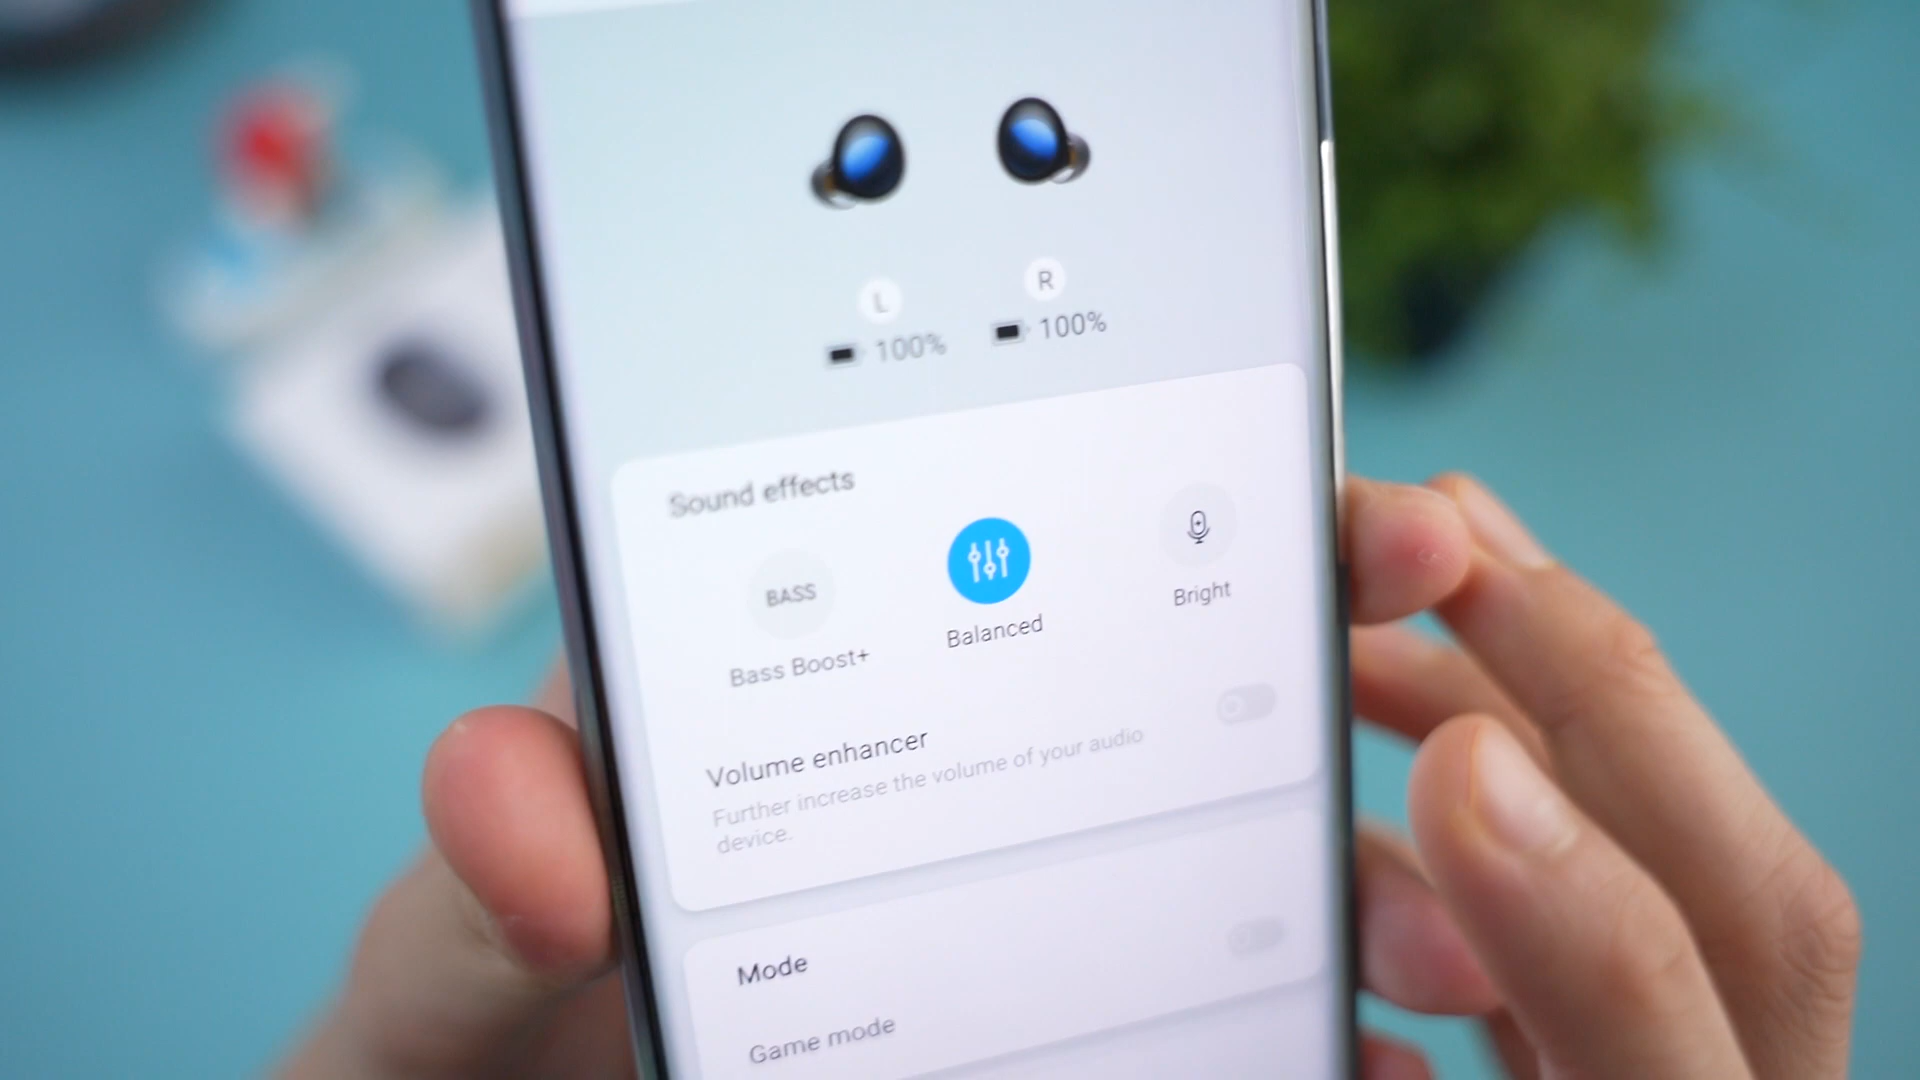 L
R
100%
100%
Sound effects
BASS
Bass Boost+
Balanced
Bright
Volume enhancer
Further increase the volume of your audio
device.
Mode
Game mode